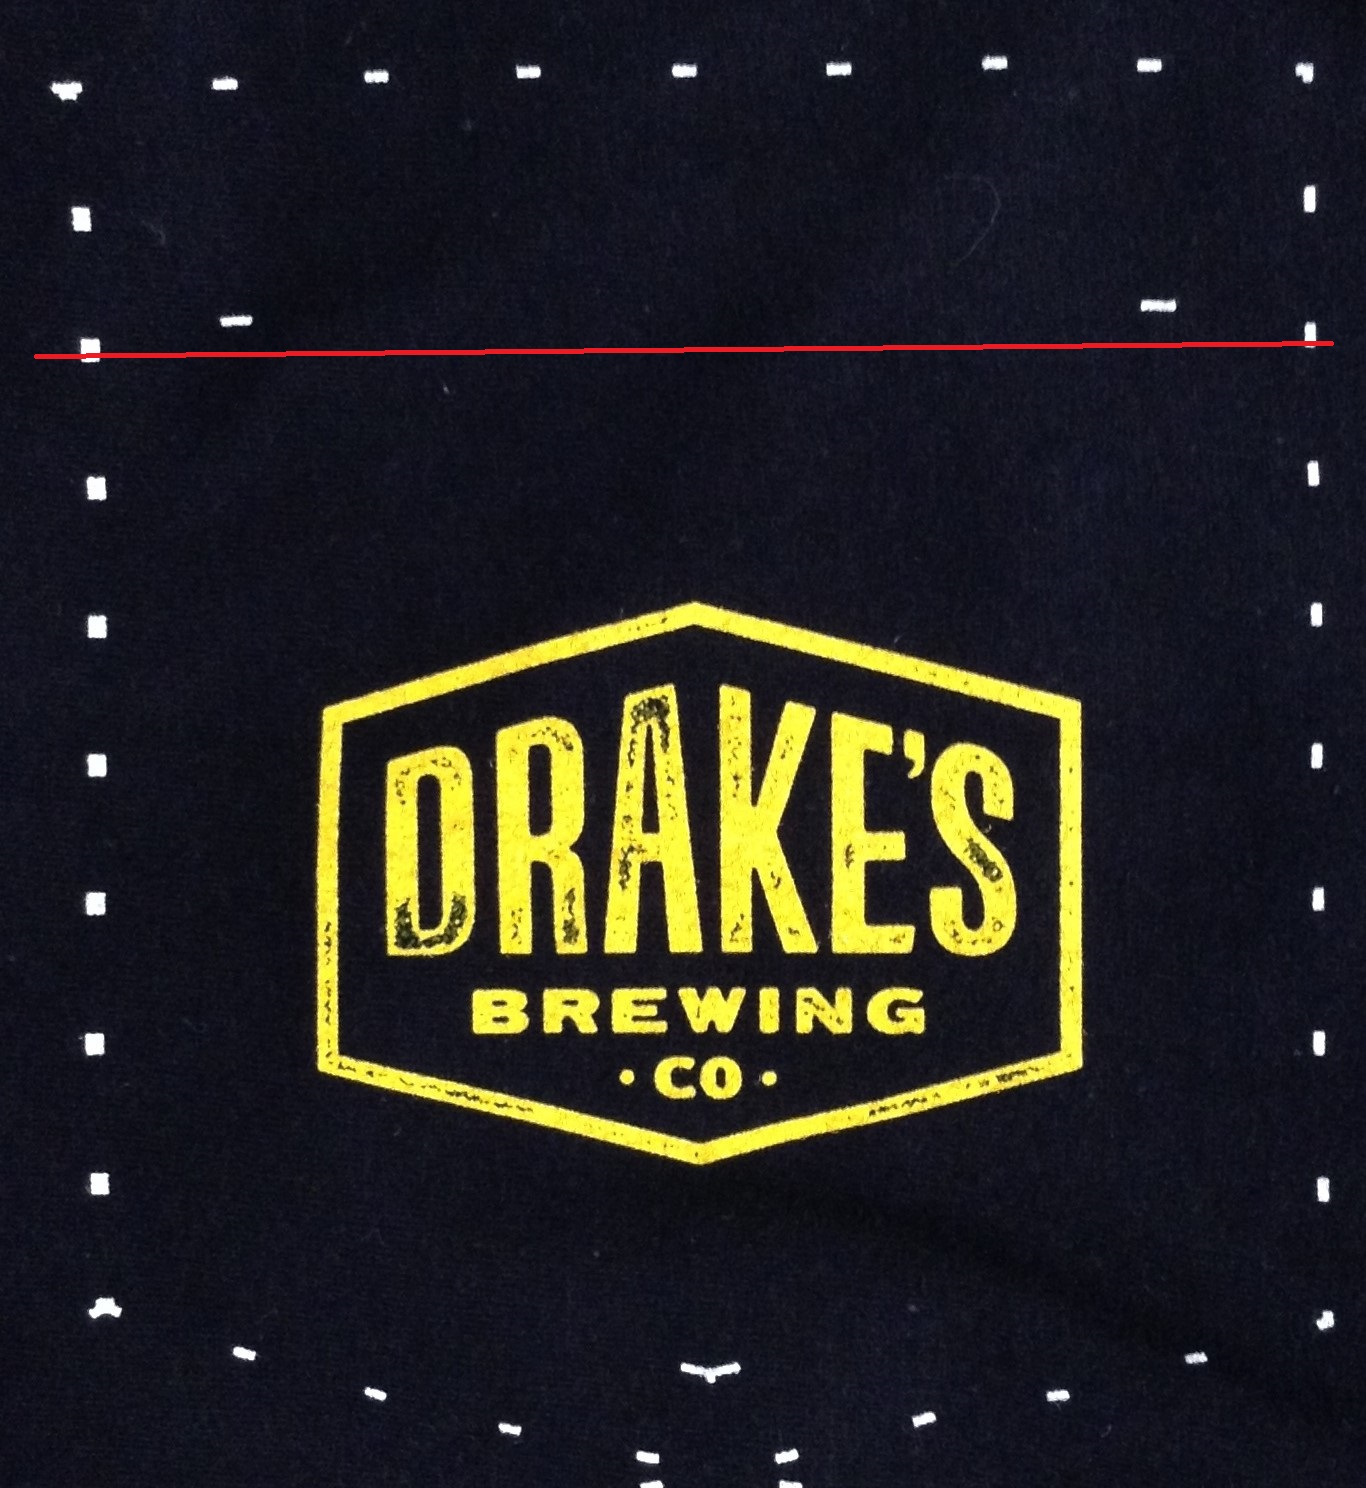 DRAKE'S
BREWING
· CO ·